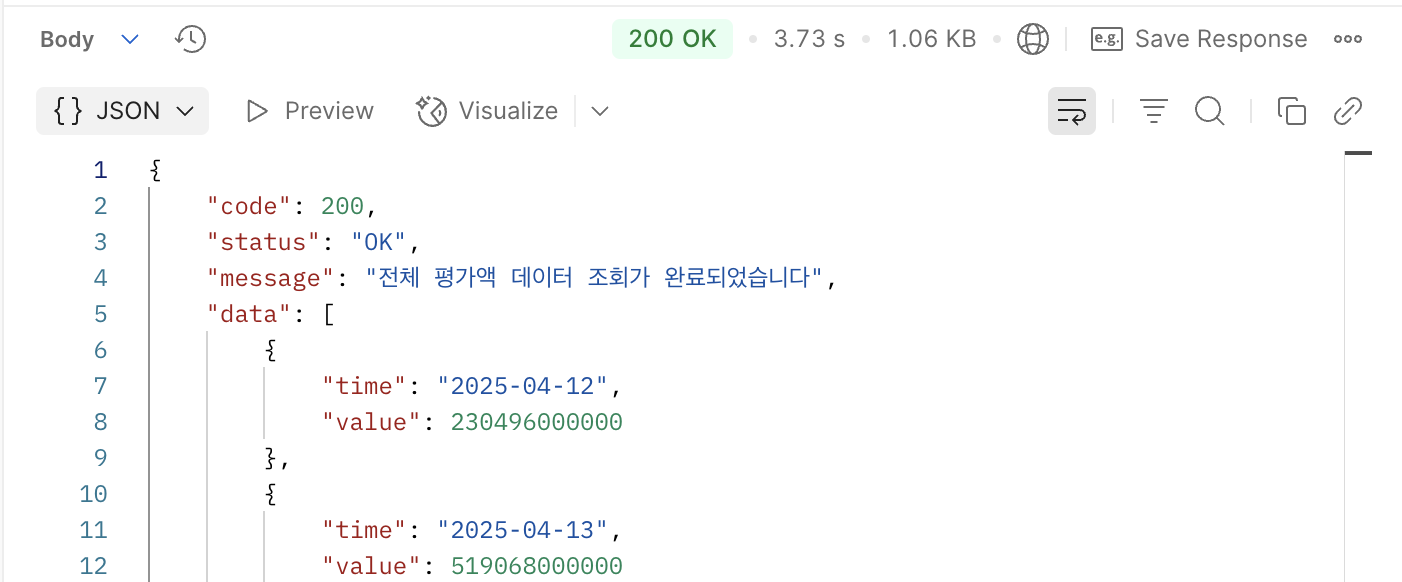 Body 200 OK 3.73 s 1.06 KB e.g. Save Response
{} JSON Preview Visualize
1 {
2 "code": 200,
3 "status": "OK",
4 "message": "전체 평가액 데이터 조회가 완료되었습니다",
5 "data": [
6 {
7 "time": "2025-04-12",
8 "value": 230496000000
9 },
10 {
11 "time": "2025-04-13",
12 "value": 519068000000